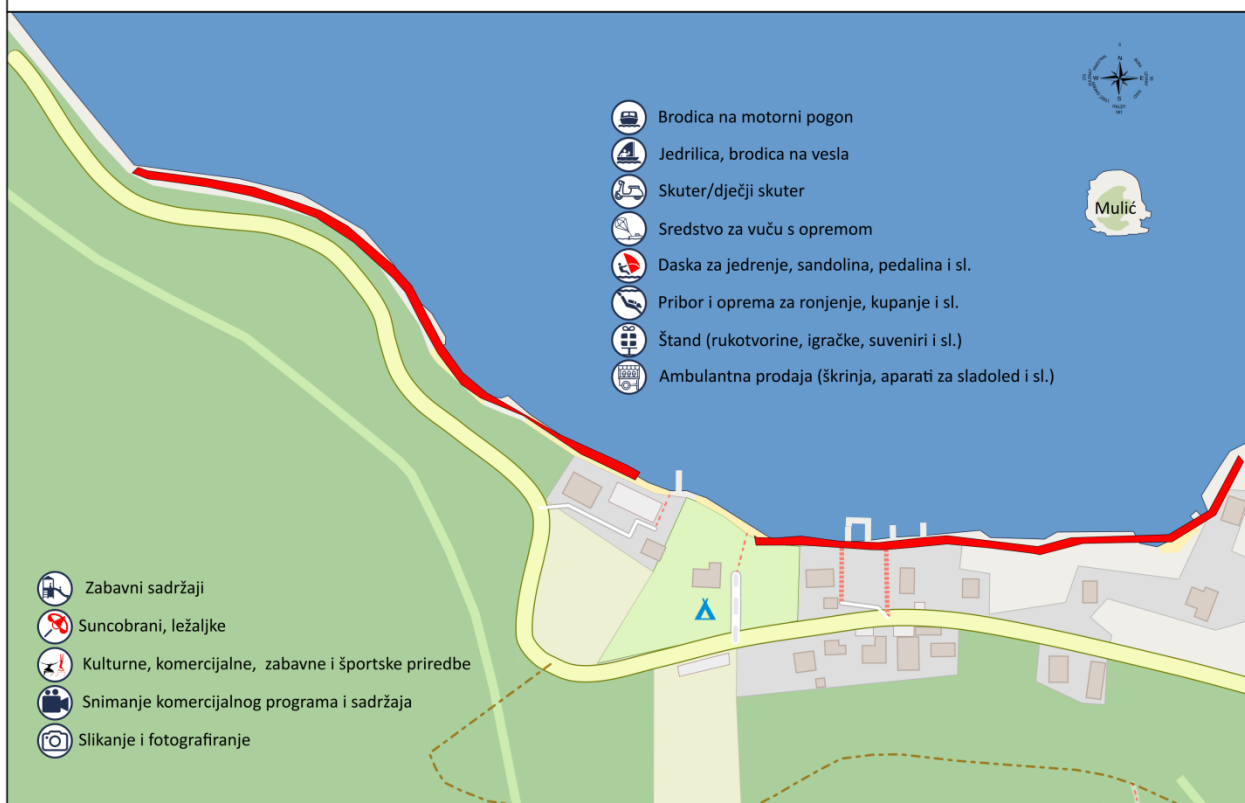 N
W
E
S
Brodica na motorni pogon
Jedrilica, brodica na vesla
Skuter/dječji skuter
Mulić
Sredstvo za vuču s opremom
Daska za jedrenje, sandolina, pedalina i sl.
Pribor i oprema za ronjenje, kupanje i sl.
Štand (rukotvorine, igračke, suveniri i sl.)
Ambulantna prodaja (škrinja, aparati za sladoled i sl.)
Zabavni sadržaji
Suncobrani, ležaljke
Kulturne, komercijalne, zabavne i športske priredbe
Snimanje komercijalnog programa i sadržaja
Slikanje i fotografiranje